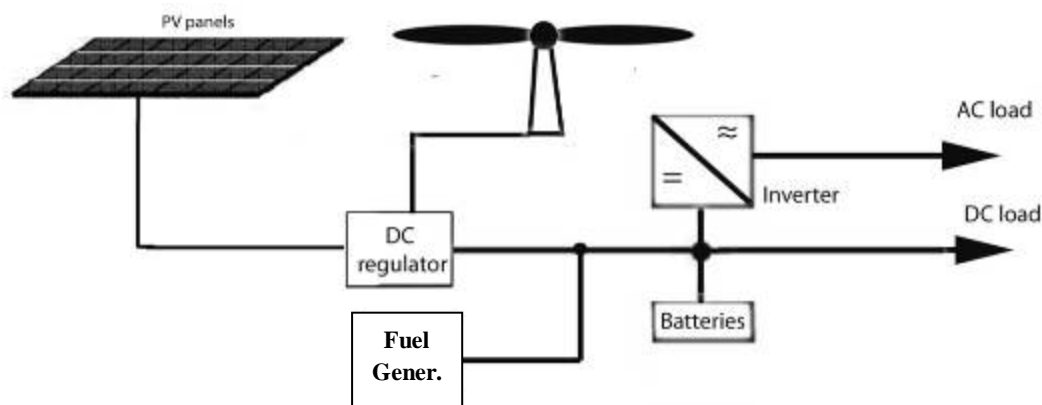 PV panels
AC load
≈
=
Inverter
DC load
DC
regulator
Batteries
Fuel
Gener.